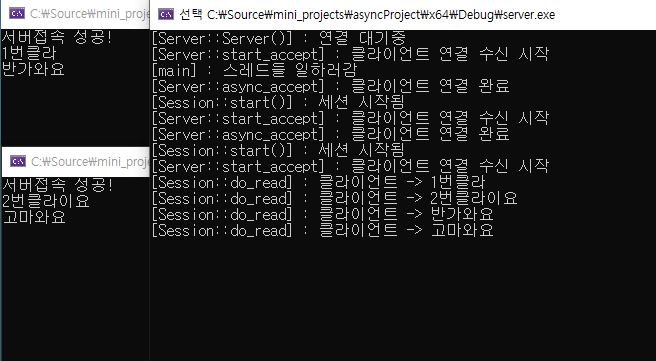 C:\Source\mini_proje
서버접속 성공!
1번클라
반가와요
C:\Source\mini_proje
서버접속 성공!
2번클라이요
고마와요
선택 C:\Source\mini_projects\asyncProject\x64\Debug\server.exe
[Server::Server()] : 연결 대기중
[Server::start_accept] : 클라이언트 연결 수신 시작
[main] : 스레드들 일하러감
[Server::async_accept] : 클라이언트 연결 완료
[Session::start()] : 세션 시작됨
[Server::start_accept] : 클라이언트 연결 수신 시작
[Server::async_accept] : 클라이언트 연결 완료
[Session::start()] : 세션 시작됨
[Server::start_accept] : 클라이언트 연결 수신 시작
[Session::do_read] : 클라이언트 -> 1번클라
[Session::do_read] : 클라이언트 -> 2번클라이요
[Session::do_read] : 클라이언트 -> 반가와요
[Session::do_read] : 클라이언트 -> 고마와요